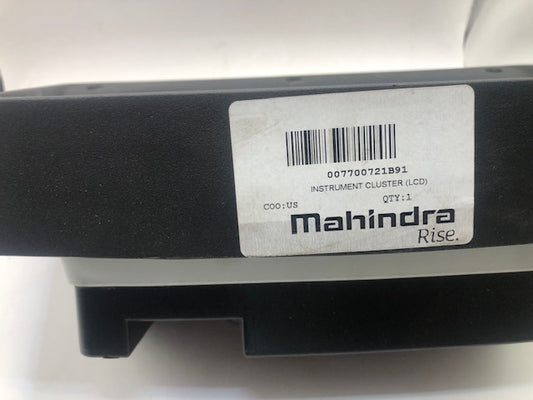 007700721B91
INSTRUMENT CLUSTER (LCD)
COO:US QTY:1
Mahindra
Rise.